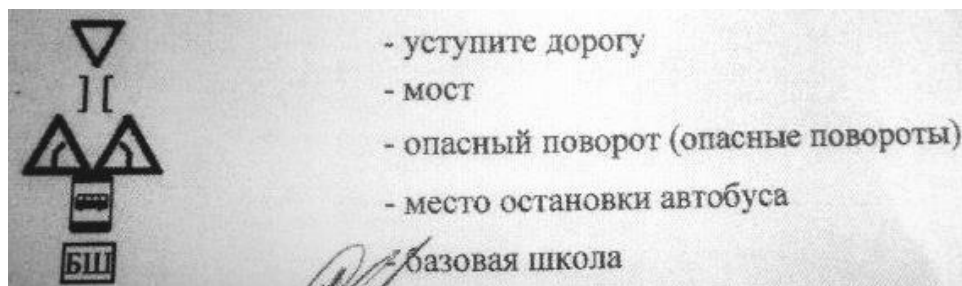 - уступите дорогу
][ - мост
- опасный поворот (опасные повороты)
- место остановки автобуса
БШ - базовая школа